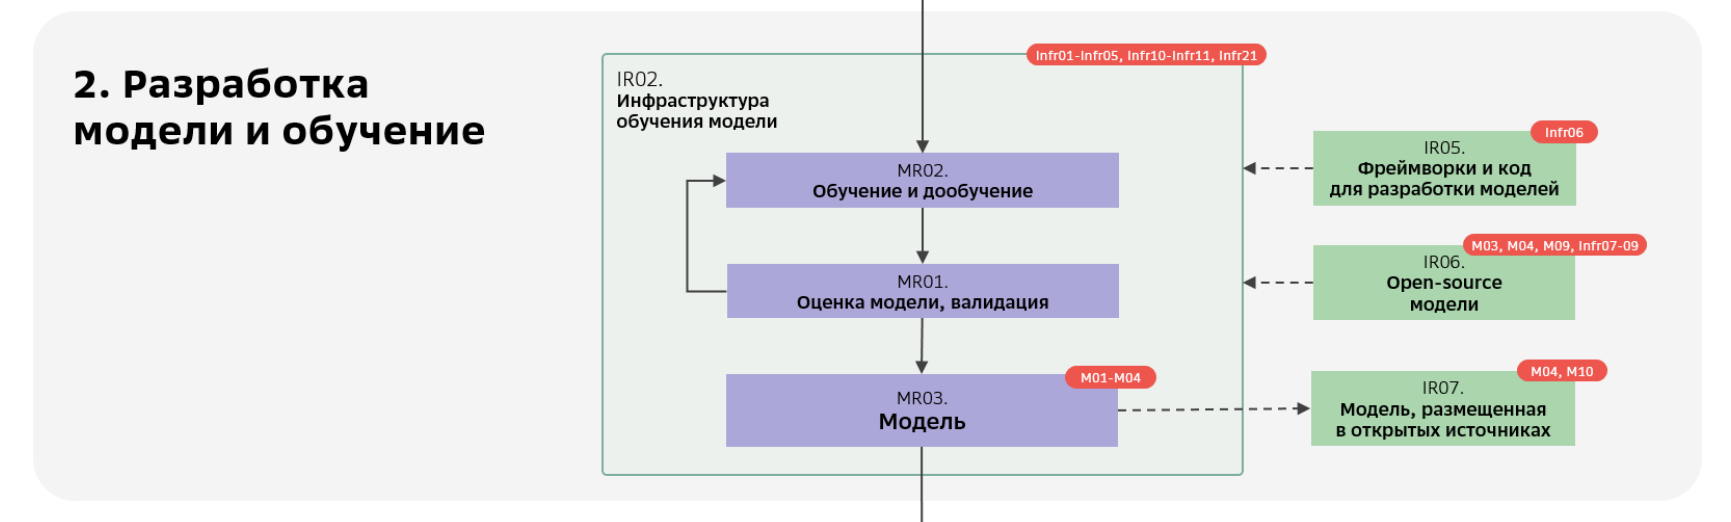 2. Разработка
модели и обучение
Infr01-Infr05, Infr10-Infr11, Infr21
IR02.
Инфраструктура
обучения модели
MR02.
Обучение и дообучение
MR01.
Оценка модели, валидация
M01-M04
MR03.
Модель
Infr06
IR05.
Фреймворки и код
для разработки моделей
M03, M04, M09, Infr07-09
IR06.
Open-source
модели
M04, M10
IR07.
Модель, размещенная
в открытых источниках